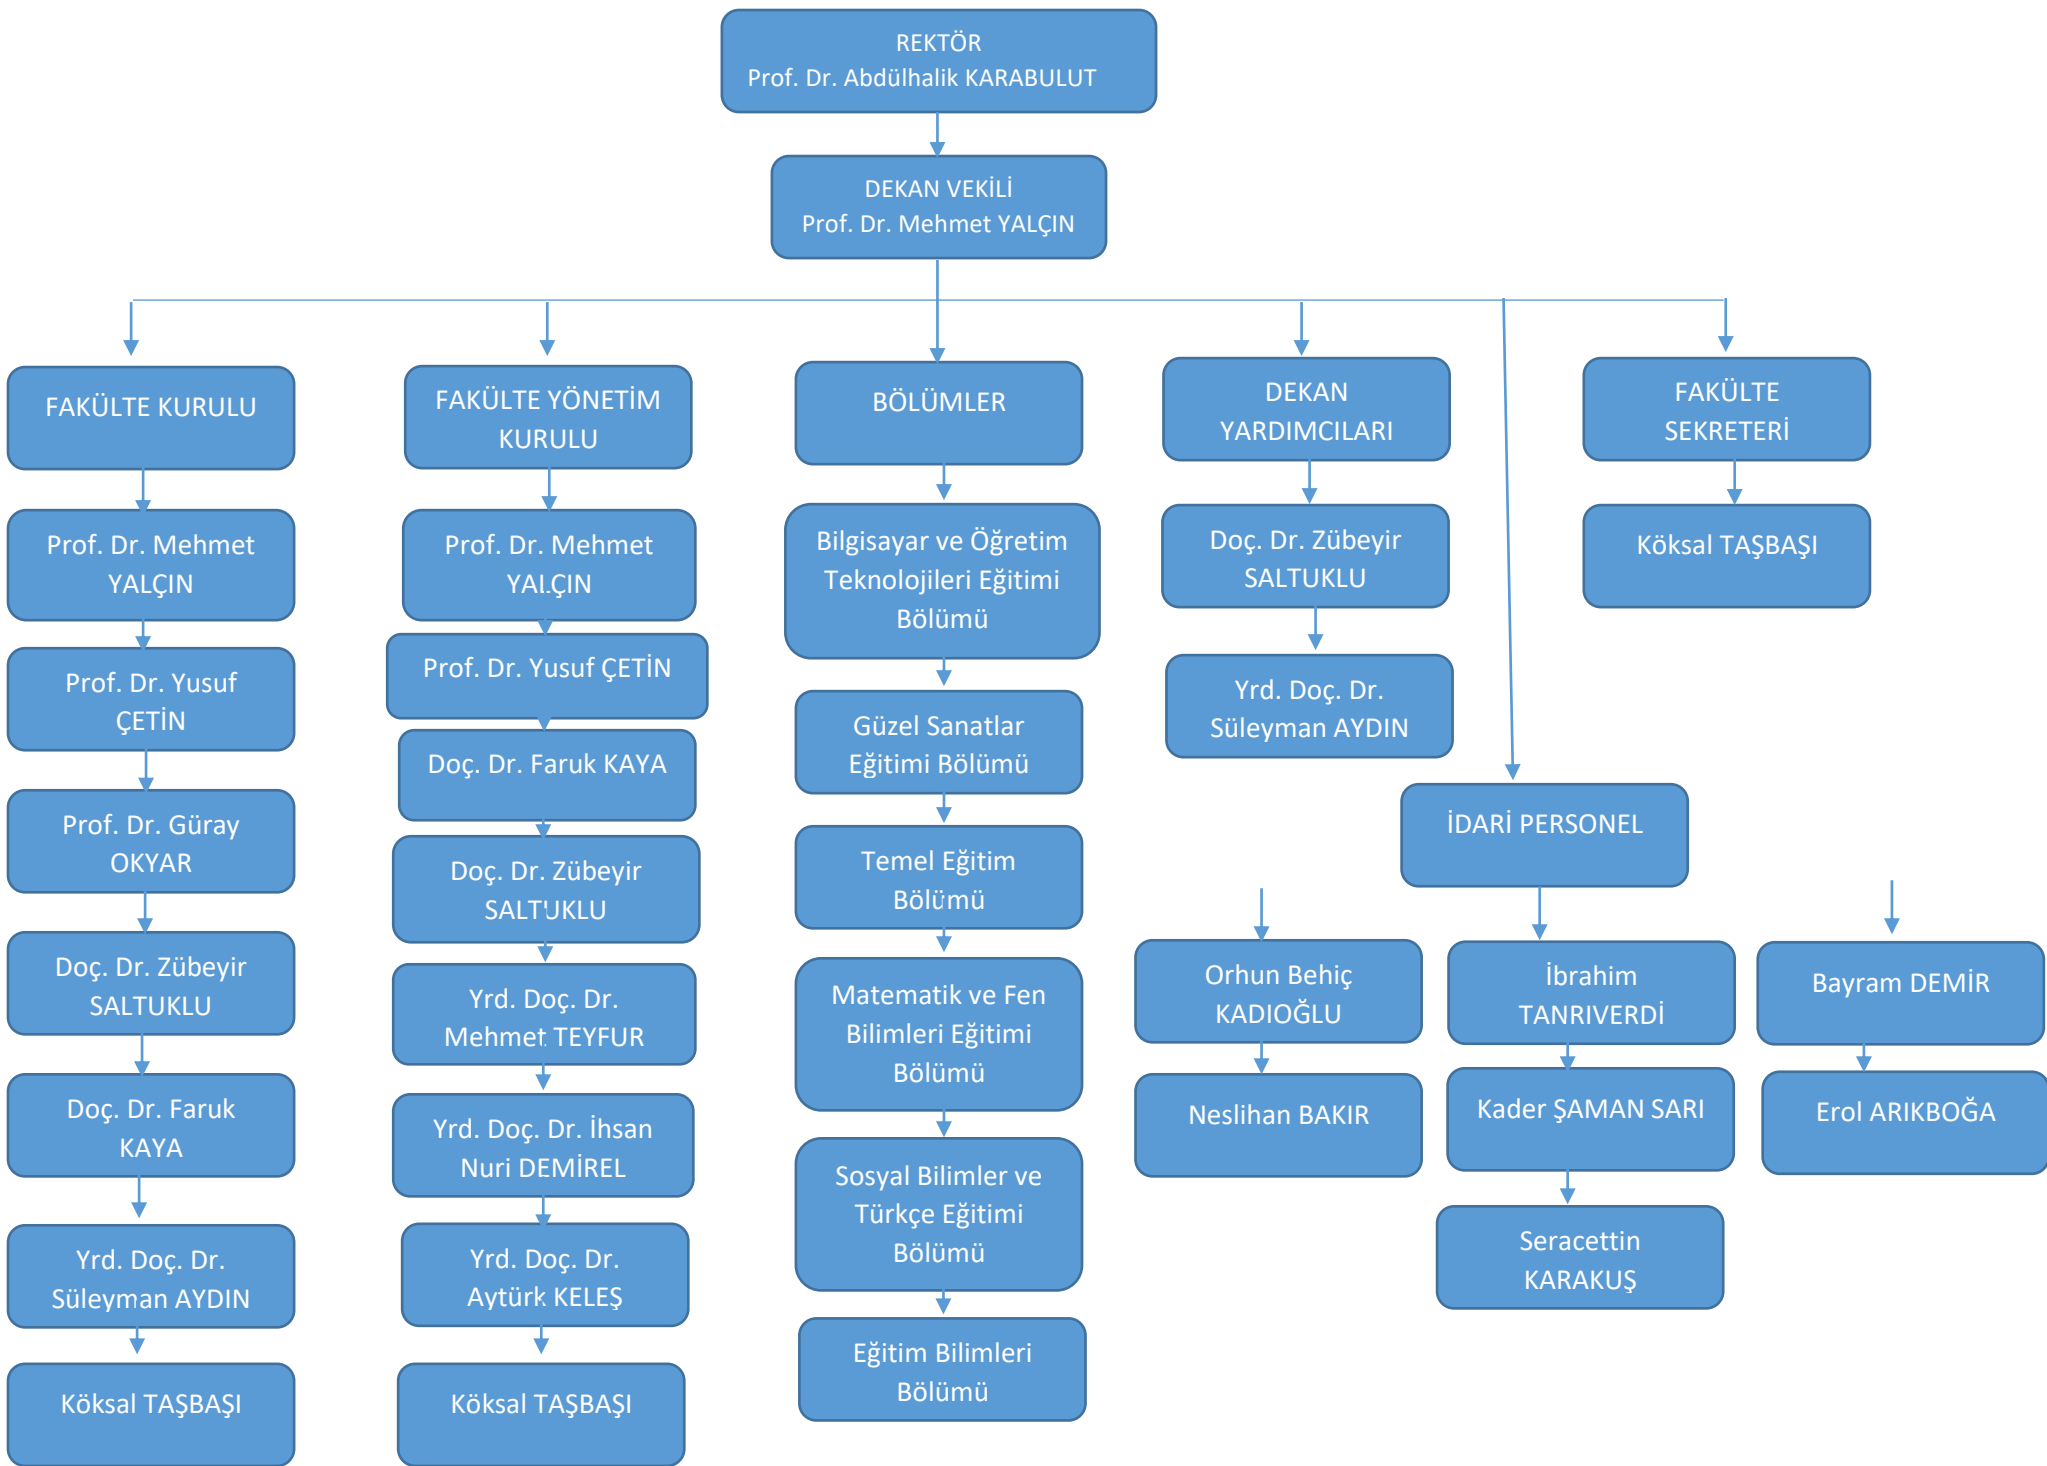 REKTÖR
Prof. Dr. Abdülhalik KARABULUT
DEKAN VEKİLİ
Prof. Dr. Mehmet YALÇIN
FAKÜLTE KURULU
Prof. Dr. Mehmet
YALÇIN
Prof. Dr. Yusuf
ÇETİN
Prof. Dr. Güray
OKYAR
Doç. Dr. Zübeyir
SALTUKLU
Doç. Dr. Faruk
KAYA
Yrd. Doç. Dr.
Süleyman AYDIN
Köksal TAŞBAŞI
FAKÜLTE YÖNETİM
KURULU
Prof. Dr. Mehmet
YALÇIN
Prof. Dr. Yusuf ÇETİN
Doç. Dr. Faruk KAYA
Doç. Dr. Zübeyir
SALTUKLU
Yrd. Doç. Dr.
Mehmet TEYFUR
Yrd. Doç. Dr. İhsan
Nuri DEMİREL
Yrd. Doç. Dr.
Aytürk KELEŞ
Köksal TAŞBAŞI
BÖLÜMLER
Bilgisayar ve Öğretim
Teknolojileri Eğitimi
Bölümü
Güzel Sanatlar
Eğitimi Bölümü
Temel Eğitim
Bölümü
Matematik ve Fen
Bilimleri Eğitimi
Bölümü
Sosyal Bilimler ve
Türkçe Eğitimi
Bölümü
Eğitim Bilimleri
Bölümü
DEKAN
YARDIMCILARI
Doç. Dr. Zübeyir
SALTUKLU
Yrd. Doç. Dr.
Süleyman AYDIN
FAKÜLTE
SEKRETERİ
Köksal TAŞBAŞI
İDARİ PERSONEL
Orhun Behiç
KADIOĞLU
Neslihan BAKIR
İbrahim
TANRIVERDİ
Kader ŞAMAN SARI
Seracettin
KARAKUŞ
Bayram DEMİR
Erol ARIKBOĞA